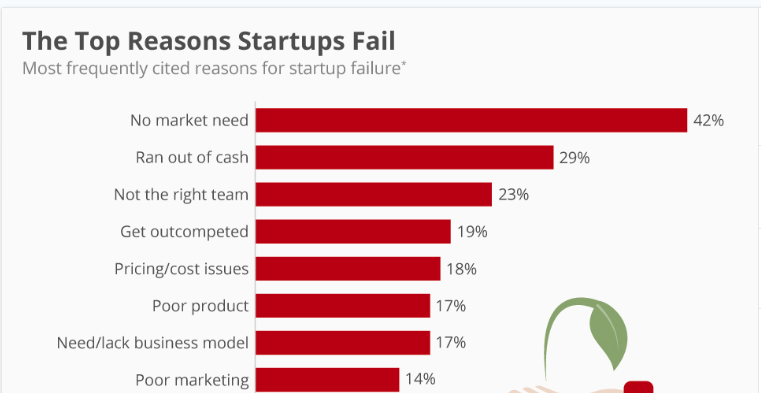 The Top Reasons Startups Fail
Most frequently cited reasons for startup failure*
No market need 42%
Ran out of cash 29%
Not the right team 23%
Get outcompeted 19%
Pricing/cost issues 18%
Poor product 17%
Need/lack business model 17%
Poor marketing 14%